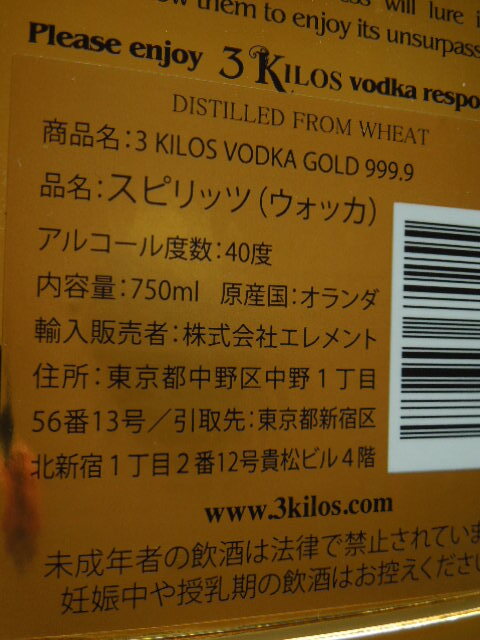 will lure
them to enjoy its
Please enjoy 3 KILOS vodka
DISTILLED FROM WHEAT
商品名:3 KILOS VODKA GOLD 999.9
品名:スピリッツ(ウォッカ)
アルコール度数:40度
内容量:750ml 原産国:オランダ
輸入販売者:株式会社エレメント
住所:東京都中野区中野1丁目
56番13号/引取先:東京都新宿区
北新宿1丁目2番12号貴松ビル4階
www.3kilos.com
未成年者の飲酒は法律で禁止されていま
妊娠中や授乳期の飲酒はお控えくださ